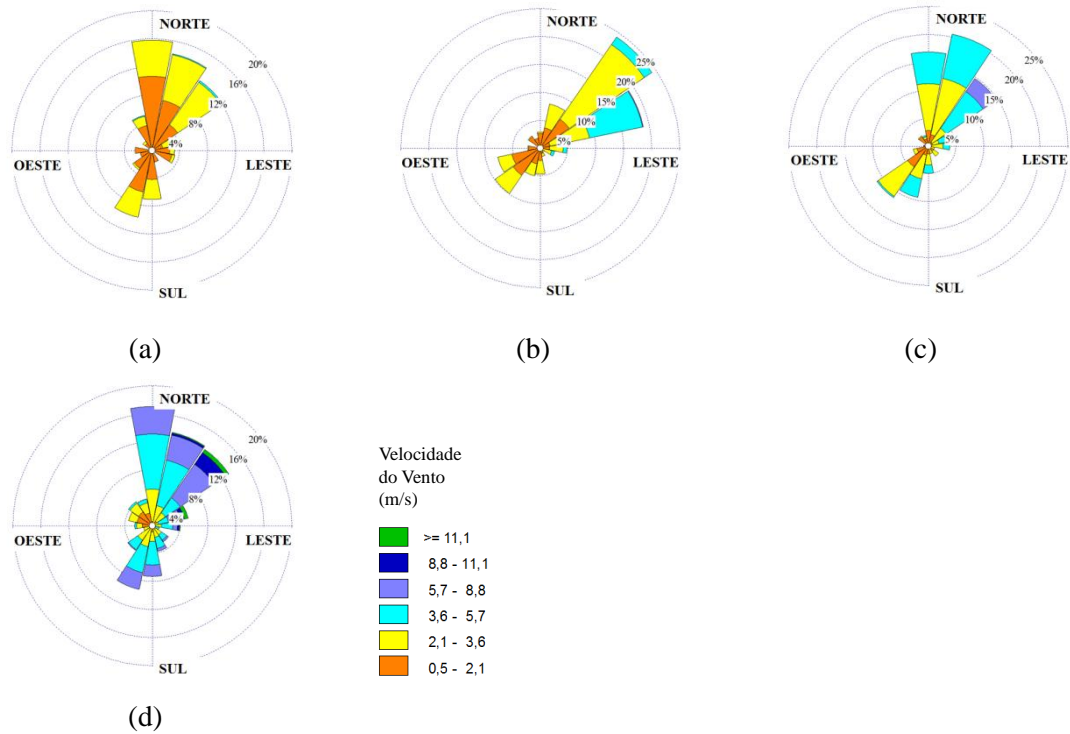 NORTE
20%
16%
12%
8%
4%
OESTE
LESTE
SUL
(a)
NORTE
25%
20%
15%
10%
5%
OESTE
LESTE
SUL
(b)
NORTE
25%
20%
15%
10%
5%
OESTE
LESTE
SUL
(c)
NORTE
20%
16%
12%
8%
4%
OESTE
LESTE
SUL
(d)
Velocidade
do Vento
(m/s)
>= 11,1
8,8 - 11,1
5,7 - 8,8
3,6 - 5,7
2,1 - 3,6
0,5 - 2,1